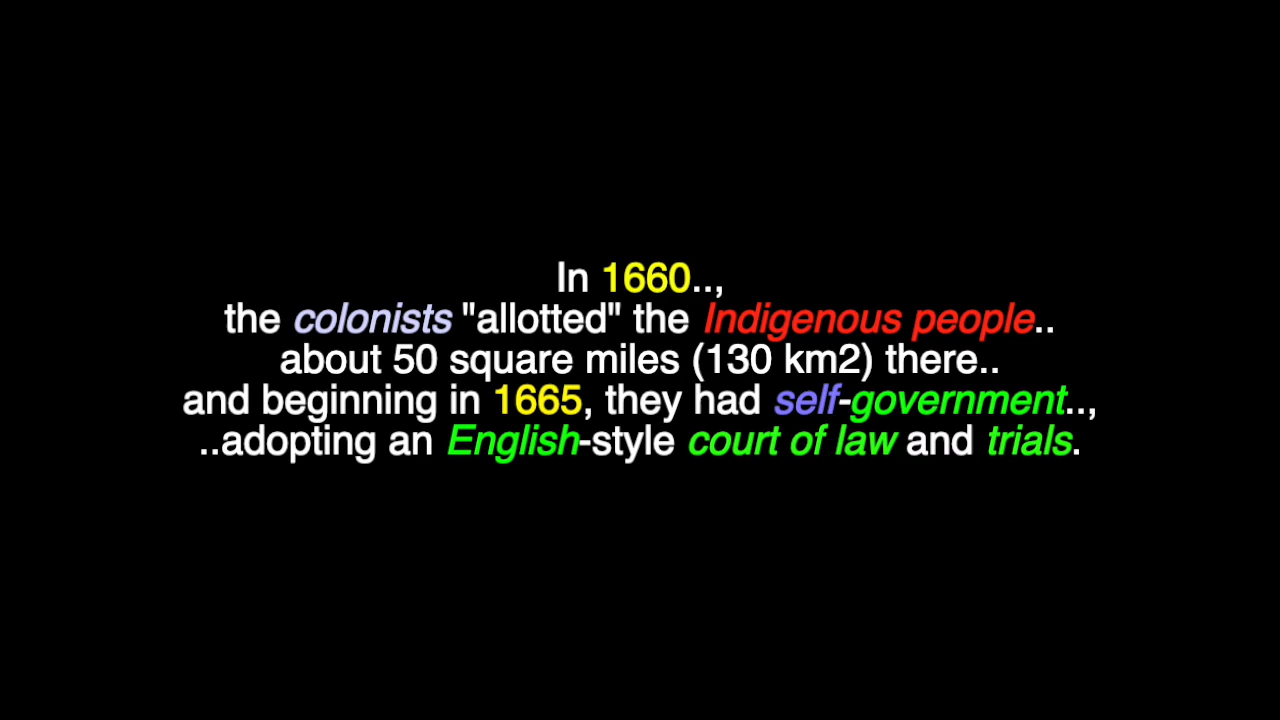 In 1660..,
the colonists "allotted" the Indigenous people..
about 50 square miles (130 km2) there..
and beginning in 1665, they had self-government..,
..adopting an English-style court of law and trials.